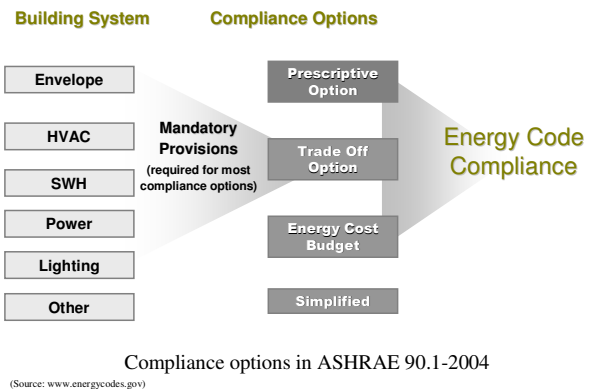 Building System
Compliance Options
Envelope
HVAC
SWH
Power
Lighting
Other
Mandatory
Provisions
(required for most
compliance options)
Prescriptive
Option
Trade Off
Option
Energy Cost
Budget
Simplified
Energy Code
Compliance
Compliance options in ASHRAE 90.1-2004
(Source: www.energycodes.gov)